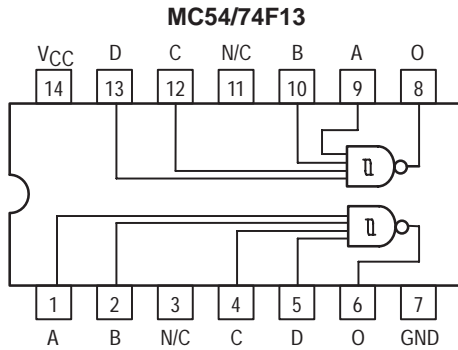 MC54/74F13
VCC D C N/C B A O
14 13 12 11 10 9 8
1 2 3 4 5 6 7
A B N/C C D O GND